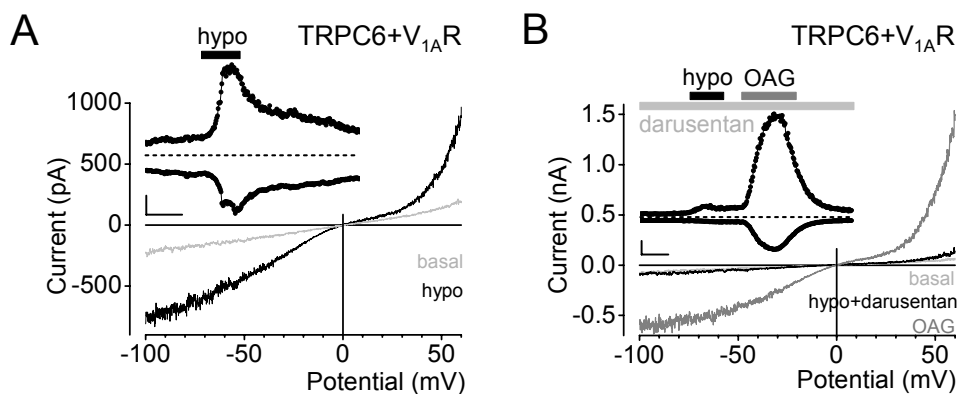 A
TRPC6+V1AR
hypo
1000
500
0
-500
Current (pA)
basal
hypo
-100
-50
0
50
Potential (mV)
B
TRPC6+V1AR
hypo
OAG
darusentan
1.5
1.0
0.5
0.0
-0.5
Current (nA)
basal
hypo+darusentan
OAG
-100
-50
0
50
Potential (mV)